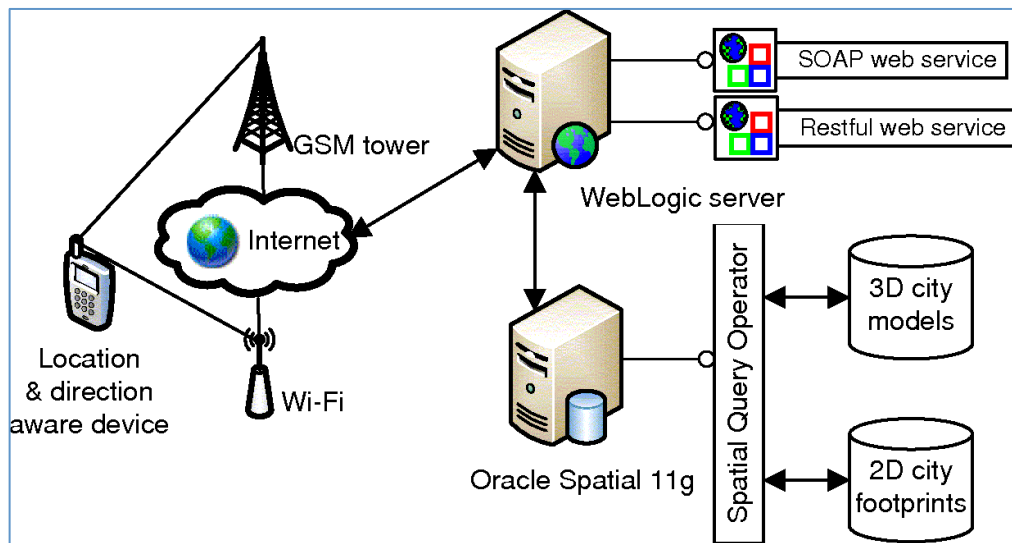 SOAP web service
Restful web service
GSM tower
WebLogic server
Internet
Location
& direction
aware device
Wi-Fi
Oracle Spatial 11g
Spatial Query Operator
3D city
models
2D city
footprints